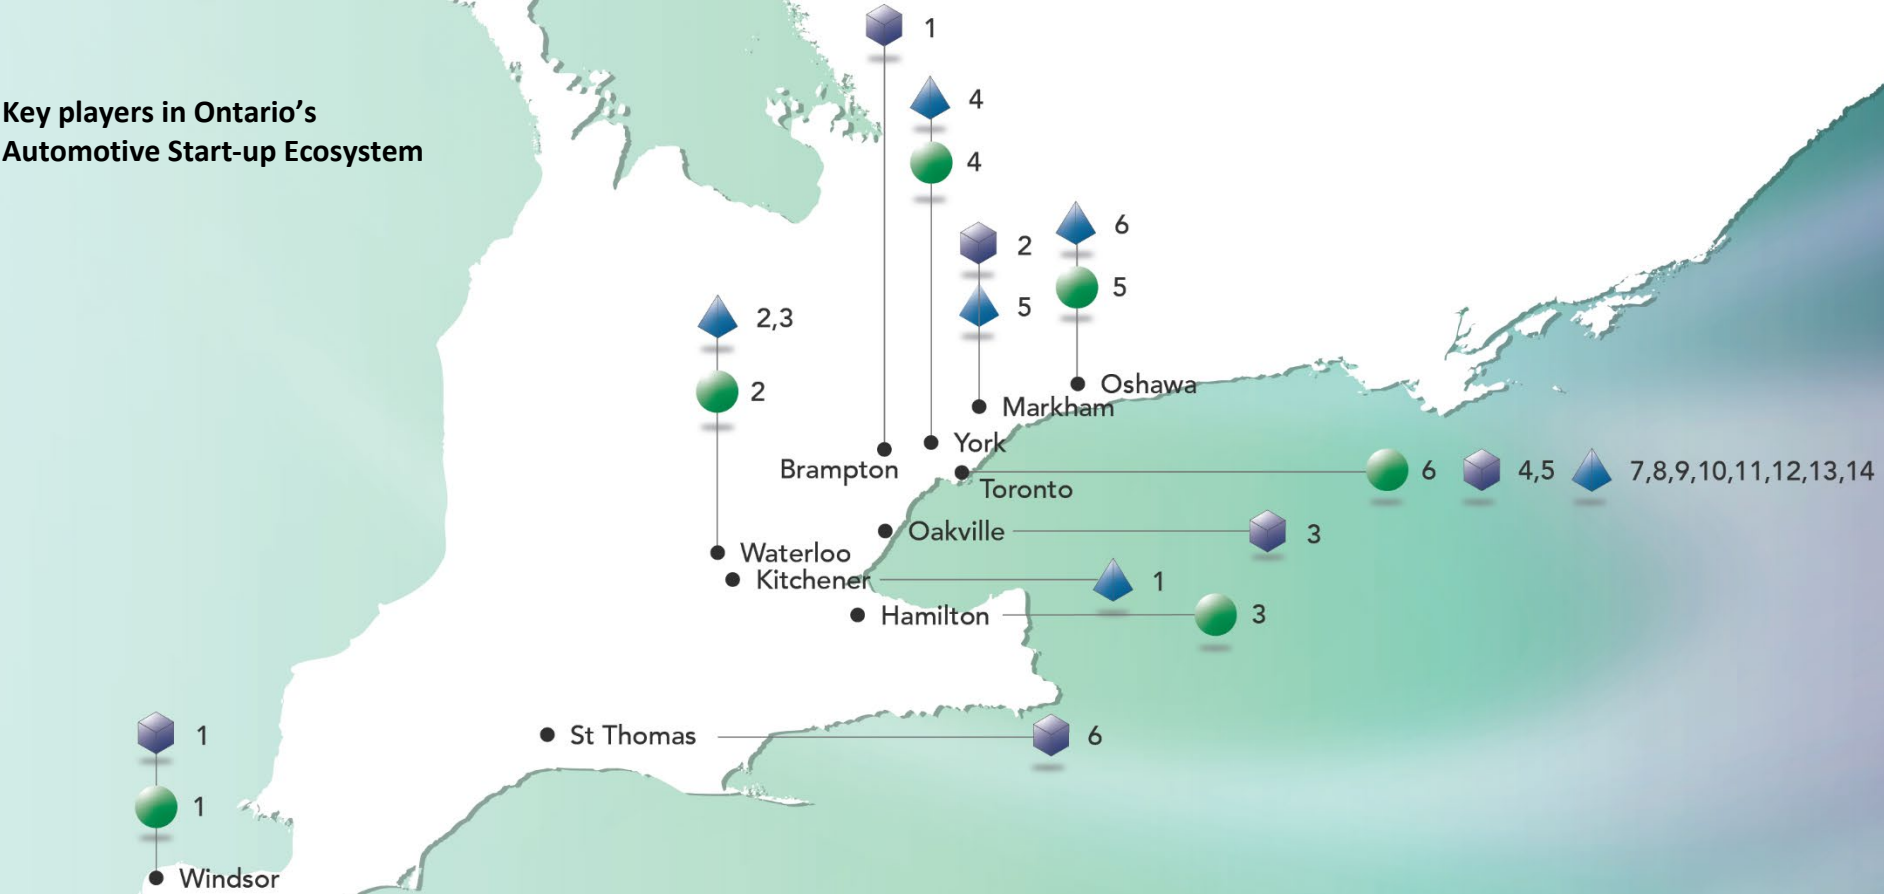 Key players in Ontario’s
Automotive Start-up Ecosystem
1
4
4
2
6
5
5
2,3
2
Oshawa
Markham
York
Brampton
Toronto
6
4,5
7,8,9,10,11,12,13,14
Oakville
3
Waterloo
Kitchener
1
Hamilton
3
St Thomas
6
1
1
Windsor